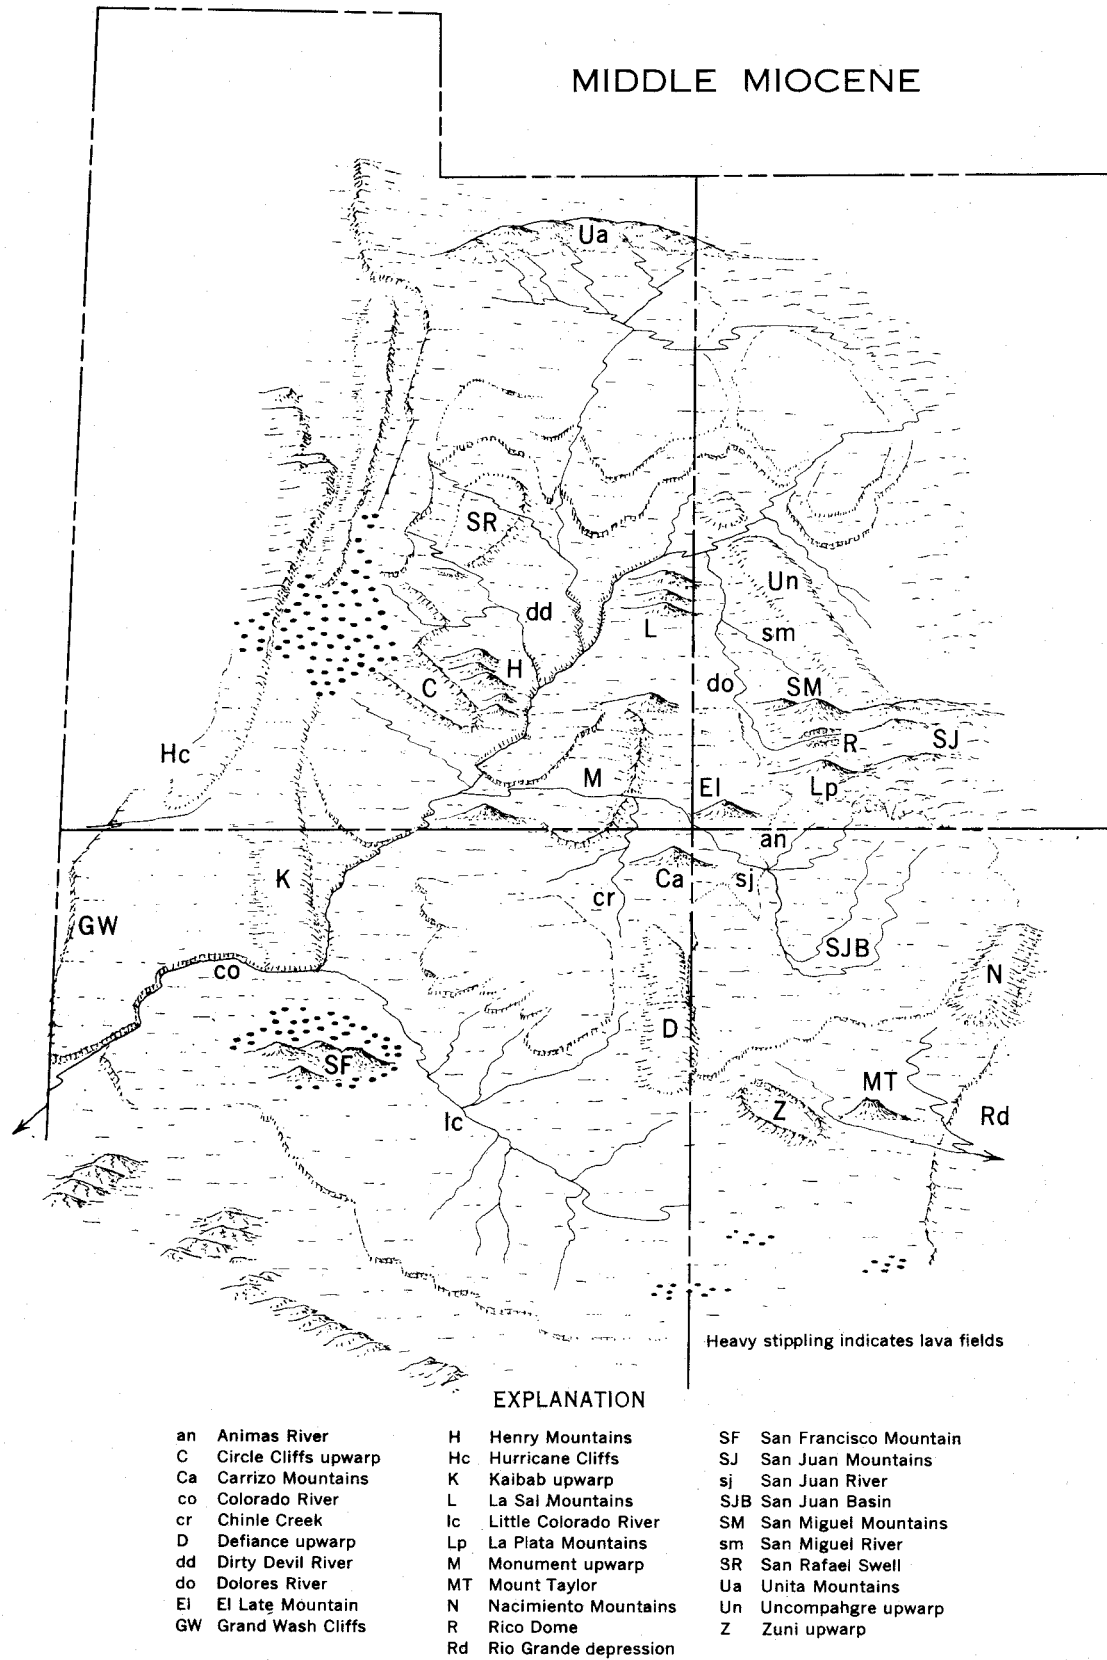 MIDDLE MIOCENE
Ua
SR
Un
dd
L
sm
H
C
do
SM
Hc
R
SJ
M
El
Lp
an
K
Ca
sj
cr
GW
SJB
co
N
D
SF
MT
Z
Rd
lc
Heavy stippling indicates lava fields
EXPLANATION
an Animas River
C Circle Cliffs upwarp
Ca Carrizo Mountains
co Colorado River
cr Chinle Creek
D Defiance upwarp
dd Dirty Devil River
do Dolores River
El El Late Mountain
GW Grand Wash Cliffs
H Henry Mountains
Hc Hurricane Cliffs
K Kaibab upwarp
L La Sal Mountains
lc Little Colorado River
Lp La Plata Mountains
M Monument upwarp
MT Mount Taylor
N Nacimiento Mountains
R Rico Dome
Rd Rio Grande depression
SF San Francisco Mountain
SJ San Juan Mountains
sj San Juan River
SJB San Juan Basin
SM San Miguel Mountains
sm San Miguel River
SR San Rafael Swell
Ua Unita Mountains
Un Uncompahgre upwarp
Z Zuni upwarp